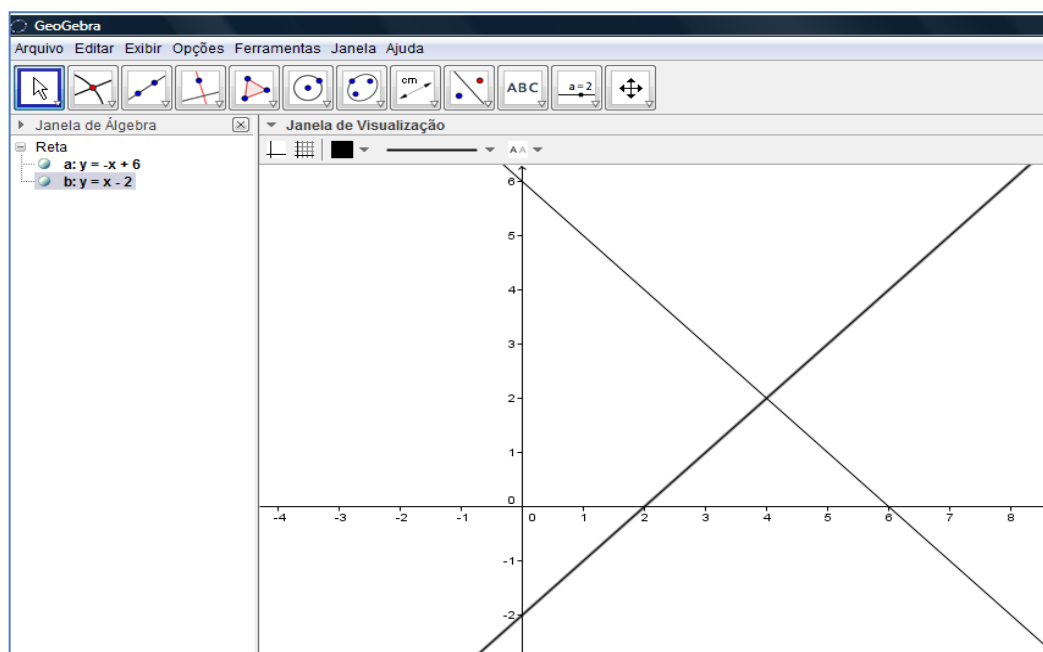 GeoGebra
Arquivo Editar Exibir Opções Ferramentas Janela Ajuda
cm ABC a=2
Janela de Álgebra
Janela de Visualização
Reta
a: y = -x + 6
b: y = x - 2
A A
6
5
4
3
2
1
0
-1
-2
-4 -3 -2 -1 0 1 2 3 4 5 6 7 8